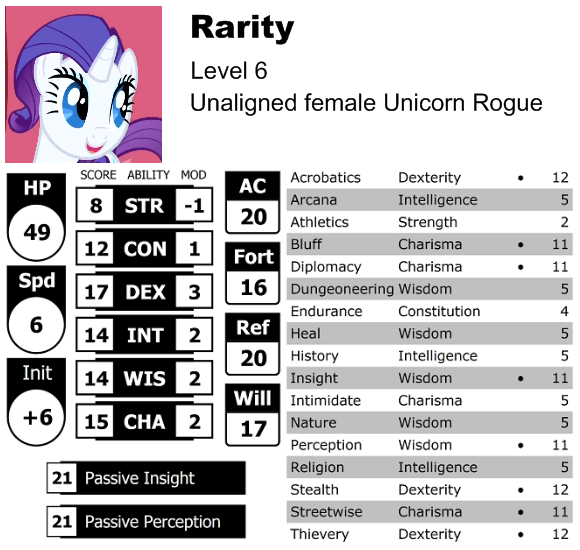 Rarity
Level 6
Unaligned female Unicorn Rogue
HP
49
Spd
6
Init
+6
SCORE ABILITY MOD
8 STR -1
12 CON 1
17 DEX 3
14 INT 2
14 WIS 2
15 CHA 2
AC
20
Fort
16
Ref
20
Will
17
21 Passive Insight
21 Passive Perception
Acrobatics Dexterity • 12
Arcana Intelligence 5
Athletics Strength 2
Bluff Charisma • 11
Diplomacy Charisma • 11
Dungeoneering Wisdom 5
Endurance Constitution 4
Heal Wisdom 5
History Intelligence 5
Insight Wisdom • 11
Intimidate Charisma 5
Nature Wisdom 5
Perception Wisdom • 11
Religion Intelligence 5
Stealth Dexterity • 12
Streetwise Charisma • 11
Thievery Dexterity • 12